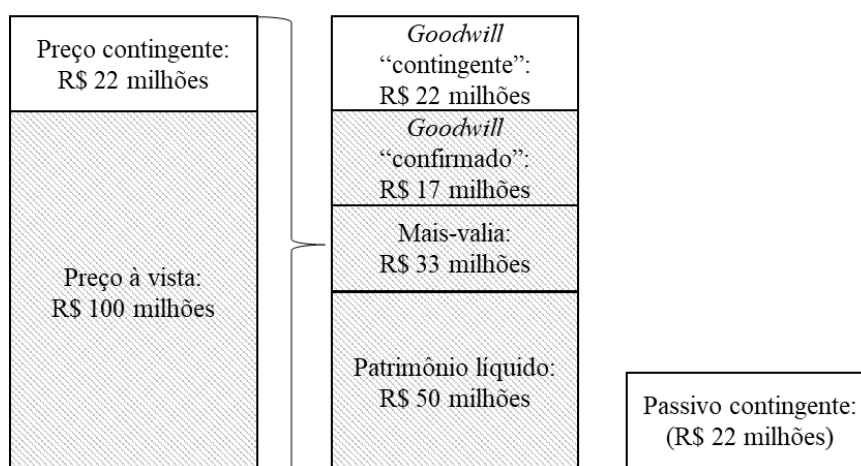 Preço contingente:
R$ 22 milhões
Preço à vista:
R$ 100 milhões
Goodwill
“contingente”:
R$ 22 milhões
Goodwill
“confirmado”:
R$ 17 milhões
Mais-valia:
R$ 33 milhões
Patrimônio líquido:
R$ 50 milhões
Passivo contingente:
(R$ 22 milhões)